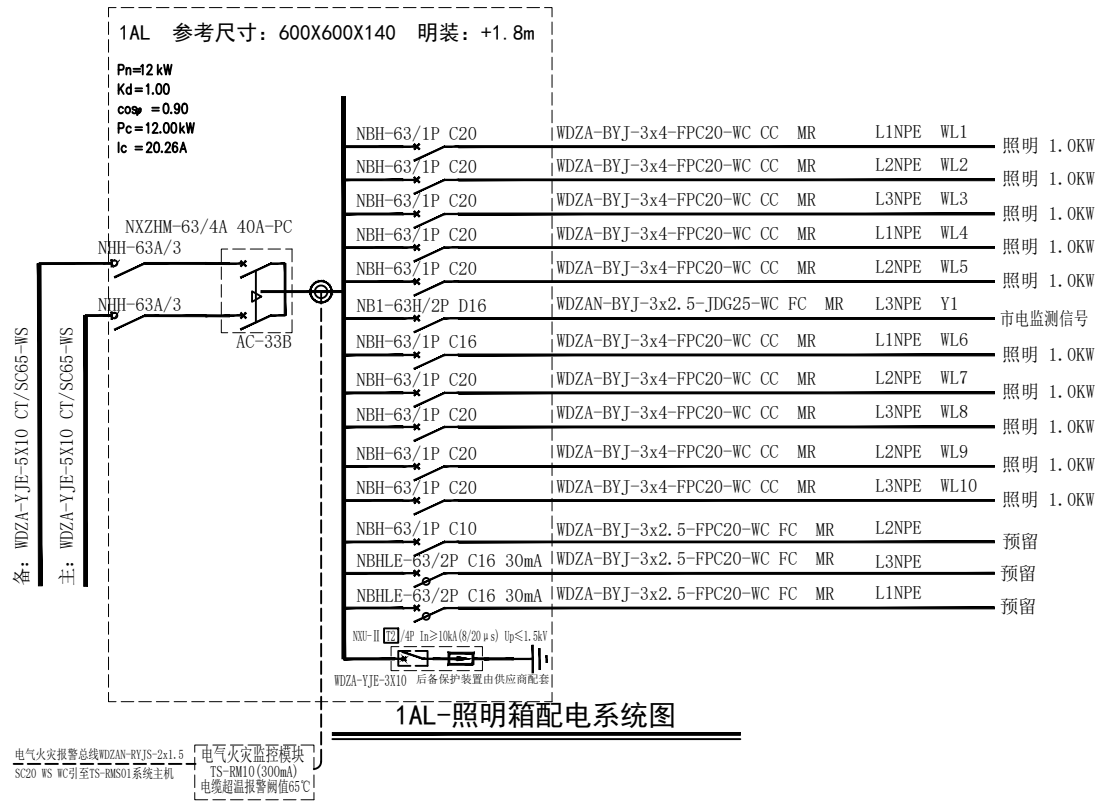 1AL 参考尺寸: 600X600X140 明装: +1.8m
Pn=12 kW
Kd=1.00
cosφ =0.90
Pc=12.00kW
Ic =20.26A
NXZHM-63/4A 40A-PC
NHH-63A/3
NHH-63A/3
AC-33B
备: WDZA-YJE-5X10 CT/SC65-WS
主: WDZA-YJE-5X10 CT/SC65-WS
NBH-63/1P C20 WDZA-BYJ-3x4-FPC20-WC CC MR L1NPE WL1 照明 1.0KW
NBH-63/1P C20 WDZA-BYJ-3x4-FPC20-WC CC MR L2NPE WL2 照明 1.0KW
NBH-63/1P C20 WDZA-BYJ-3x4-FPC20-WC CC MR L3NPE WL3 照明 1.0KW
NBH-63/1P C20 WDZA-BYJ-3x4-FPC20-WC CC MR L1NPE WL4 照明 1.0KW
NBH-63/1P C20 WDZA-BYJ-3x4-FPC20-WC CC MR L2NPE WL5 照明 1.0KW
NB1-63H/2P D16 WDZAN-BYJ-3x2.5-JDG25-WC FC MR L3NPE Y1 市电监测信号
NBH-63/1P C16 WDZA-BYJ-3x4-FPC20-WC CC MR L1NPE WL6 照明 1.0KW
NBH-63/1P C20 WDZA-BYJ-3x4-FPC20-WC CC MR L2NPE WL7 照明 1.0KW
NBH-63/1P C20 WDZA-BYJ-3x4-FPC20-WC CC MR L3NPE WL8 照明 1.0KW
NBH-63/1P C20 WDZA-BYJ-3x4-FPC20-WC CC MR L2NPE WL9 照明 1.0KW
NBH-63/1P C20 WDZA-BYJ-3x4-FPC20-WC CC MR L3NPE WL10 照明 1.0KW
NBH-63/1P C10 WDZA-BYJ-3x2.5-FPC20-WC FC MR L2NPE 预留
NBHLE-63/2P C16 30mA WDZA-BYJ-3x2.5-FPC20-WC FC MR L3NPE 预留
NBHLE-63/2P C16 30mA WDZA-BYJ-3x2.5-FPC20-WC FC MR L1NPE 预留
NXU-Ⅱ T2/4P In≥10kA(8/20μs) Up≤1.5kV
WDZA-YJE-3X10 后备保护装置由供应商配套
1AL-照明箱配电系统图
电气火灾报警总线WDZAN-RYJS-2x1.5
SC20 WS WC引至TS-RMS01系统主机
电气火灾监控模块
TS-RM10(300mA)
电缆超温报警阈值65℃